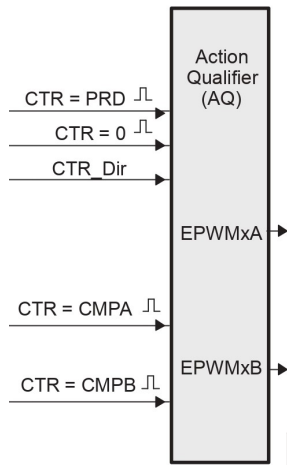 Action
Qualifier
(AQ)
CTR = PRD
CTR = 0
CTR_Dir
EPWMxA
CTR = CMPA
EPWMxB
CTR = CMPB